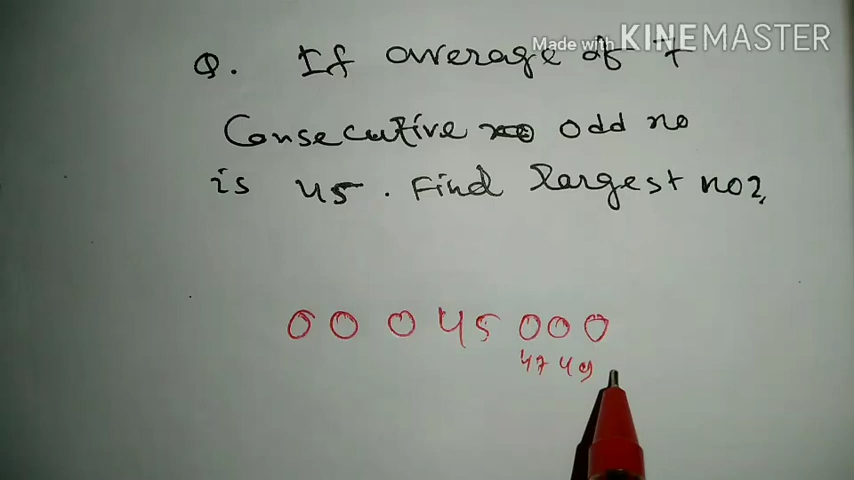 Made with KINEMASTER
Q. If average of 7
Consecutive odd no
is 45. Find largest no?
0 0 0 45 0 0 0
47 49